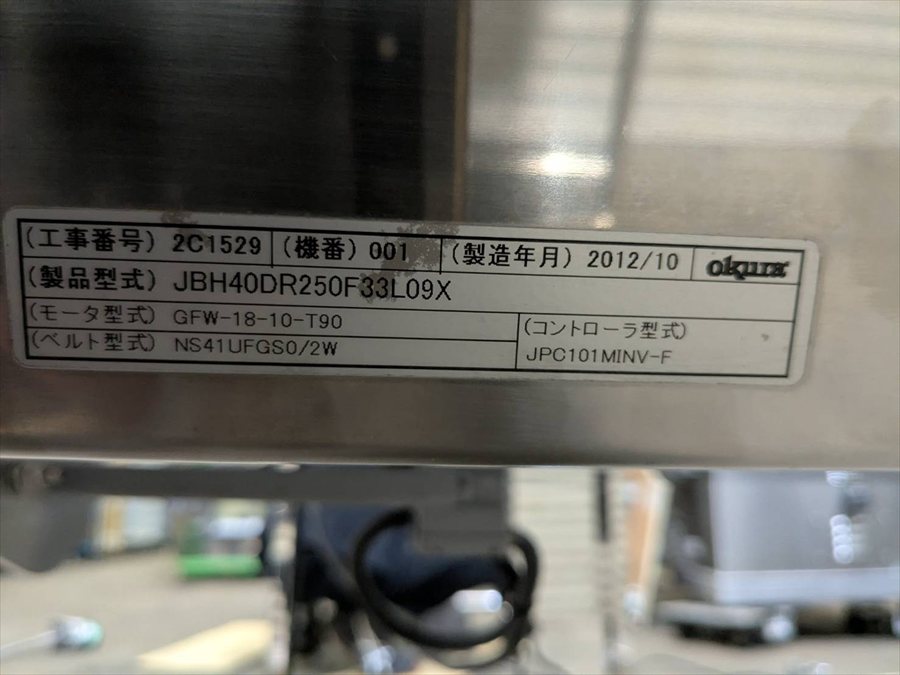 (工事番号) 2C1529 (機番) 001 (製造年月) 2012/10 okura
(製品型式) JBH40DR250F33L09X
(モータ型式) GFW-18-10-T90
(コントローラ型式)
(ベルト型式) NS41UFGS0/2W
JPC101MINV-F